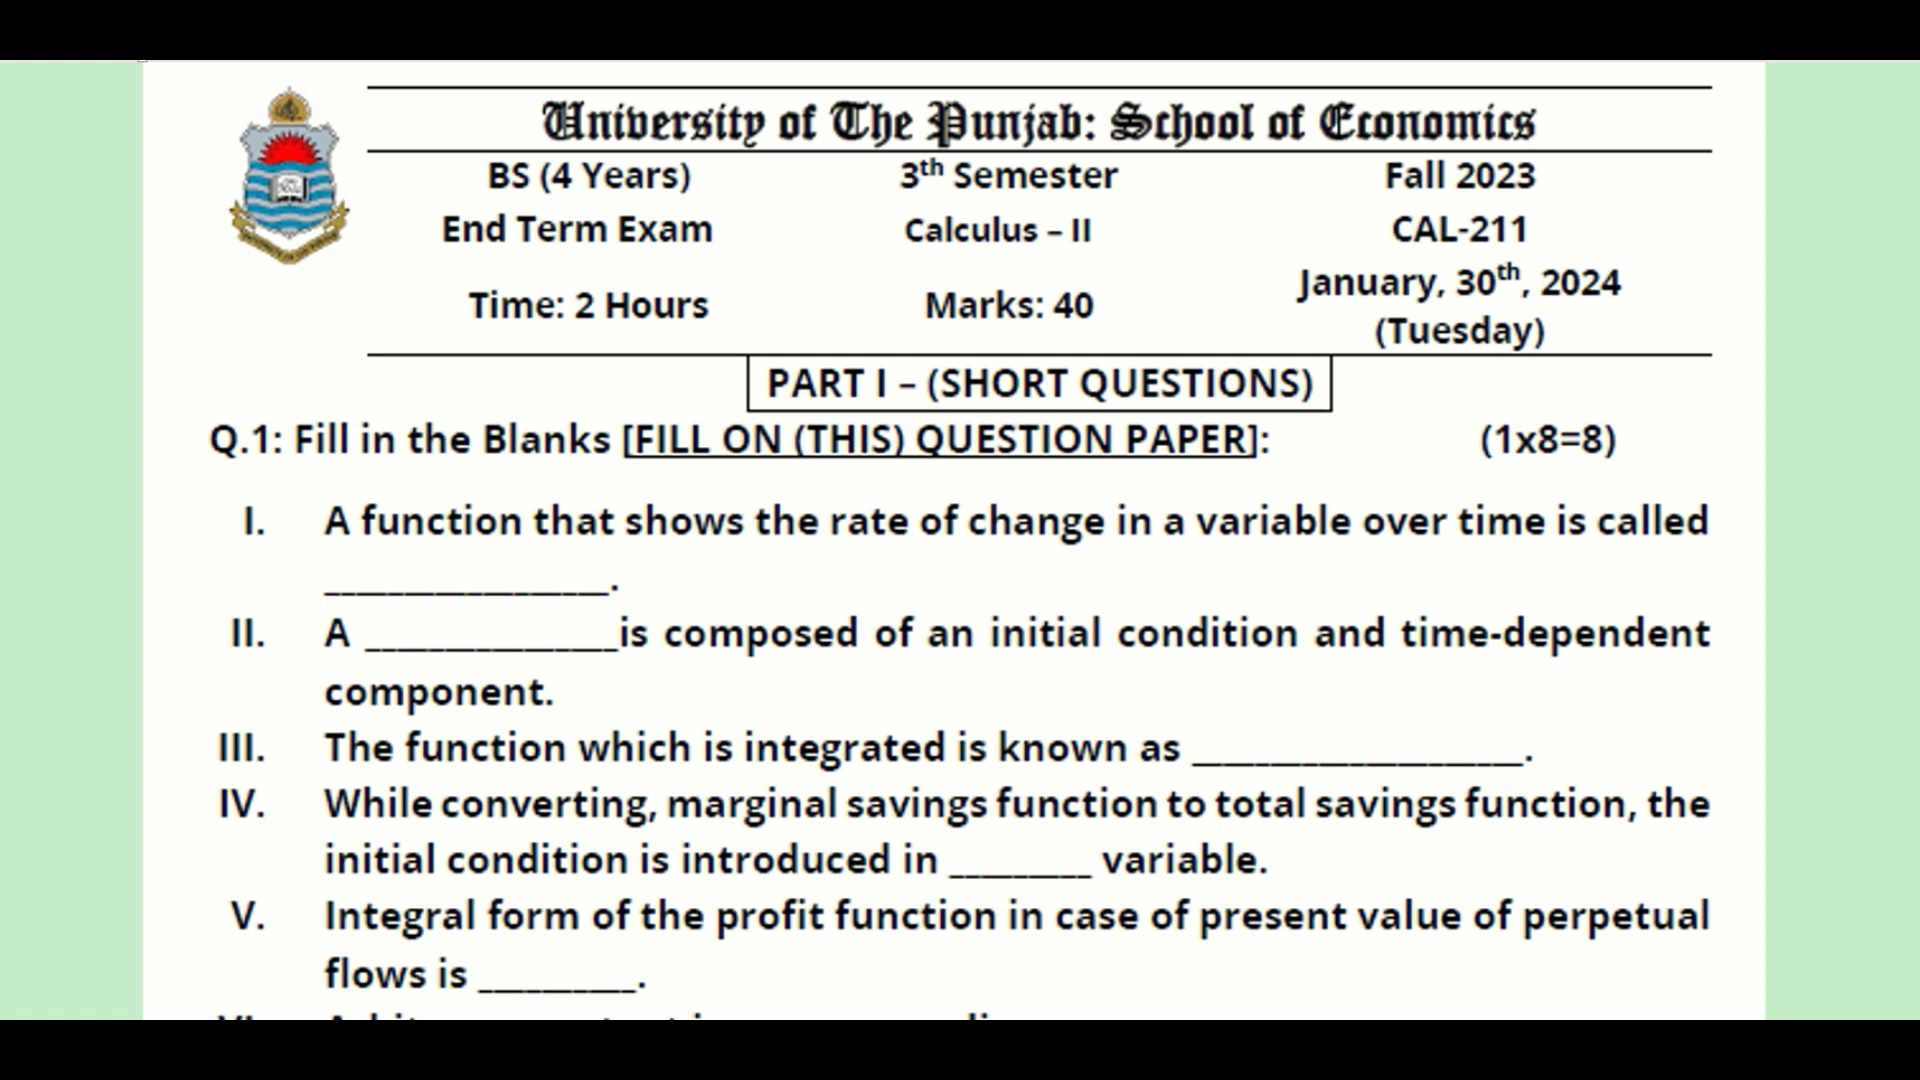 University of The Punjab: School of Economics
BS (4 Years) 3th Semester Fall 2023
End Term Exam Calculus – II CAL-211
Time: 2 Hours Marks: 40 January, 30th, 2024
(Tuesday)
PART I – (SHORT QUESTIONS)
Q.1: Fill in the Blanks [FILL ON (THIS) QUESTION PAPER]: (1x8=8)
I. A function that shows the rate of change in a variable over time is called
__________________.
II. A ________________is composed of an initial condition and time-dependent
component.
III. The function which is integrated is known as _____________________.
IV. While converting, marginal savings function to total savings function, the
initial condition is introduced in _________ variable.
V. Integral form of the profit function in case of present value of perpetual
flows is __________.